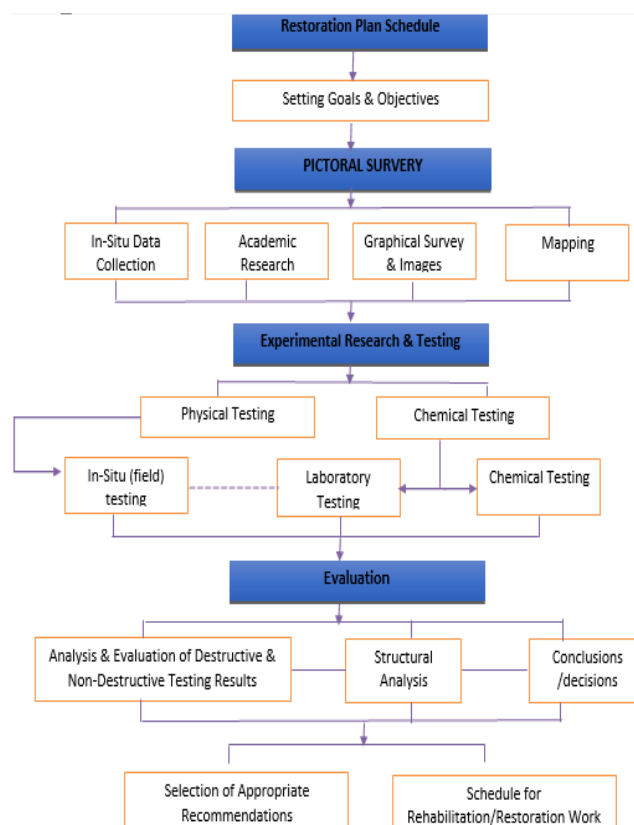 Restoration Plan Schedule
Setting Goals & Objectives
PICTORAL SURVERY
In-Situ Data
Collection
Academic
Research
Graphical Survey
& Images
Mapping
Experimental Research & Testing
Physical Testing
Chemical Testing
In-Situ (field)
testing
Laboratory
Testing
Chemical Testing
Evaluation
Analysis & Evaluation of Destructive &
Non-Destructive Testing Results
Structural
Analysis
Conclusions
/decisions
Selection of Appropriate
Recommendations
Schedule for
Rehabilitation/Restoration Work